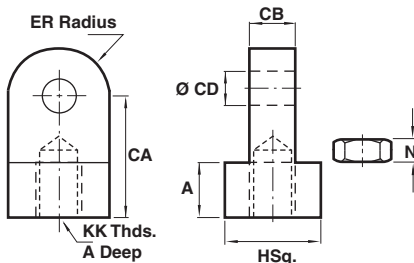 ER Radius
CB
Ø CD
CA
A
N
KK Thds.
A Deep
HSq.